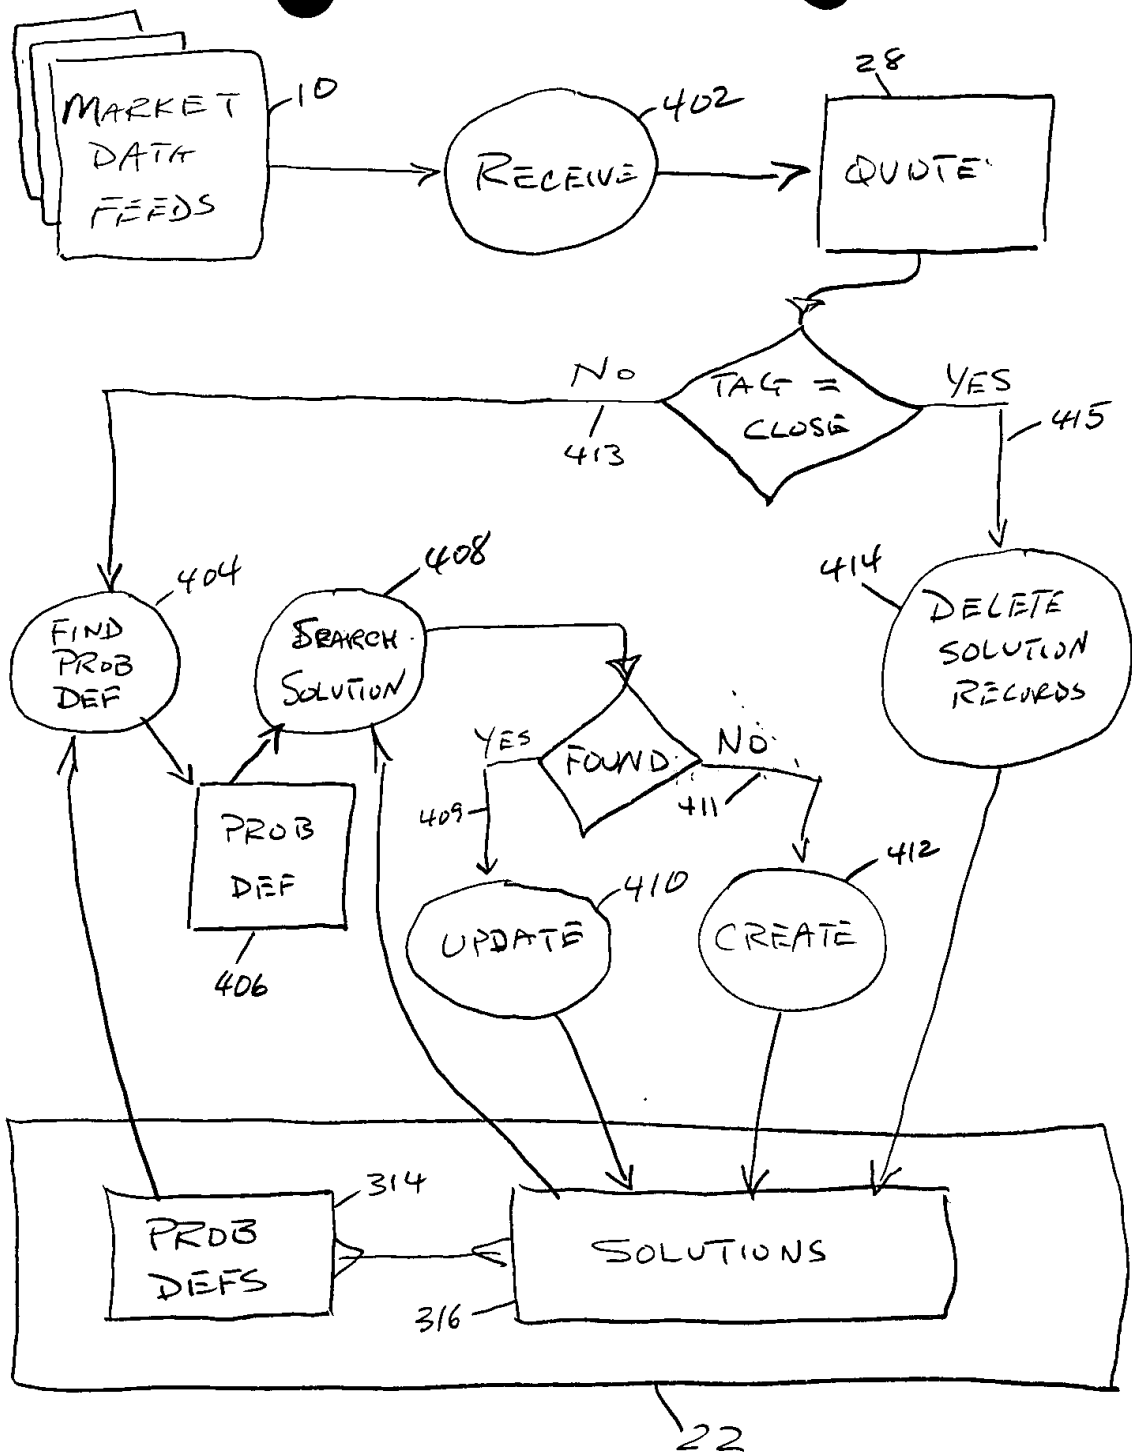 10
MARKET
DATA
FEEDS
402
RECEIVE
28
QUOTE
NO
413
TAG =
CLOSE
YES
415
404
FIND
PROB
DEF
408
SEARCH
SOLUTION
414
DELETE
SOLUTION
RECORDS
YES
409
FOUND
NO
411
PROB
DEF
406
410
UPDATE
412
CREATE
314
PROB
DEFS
SOLUTIONS
316
22